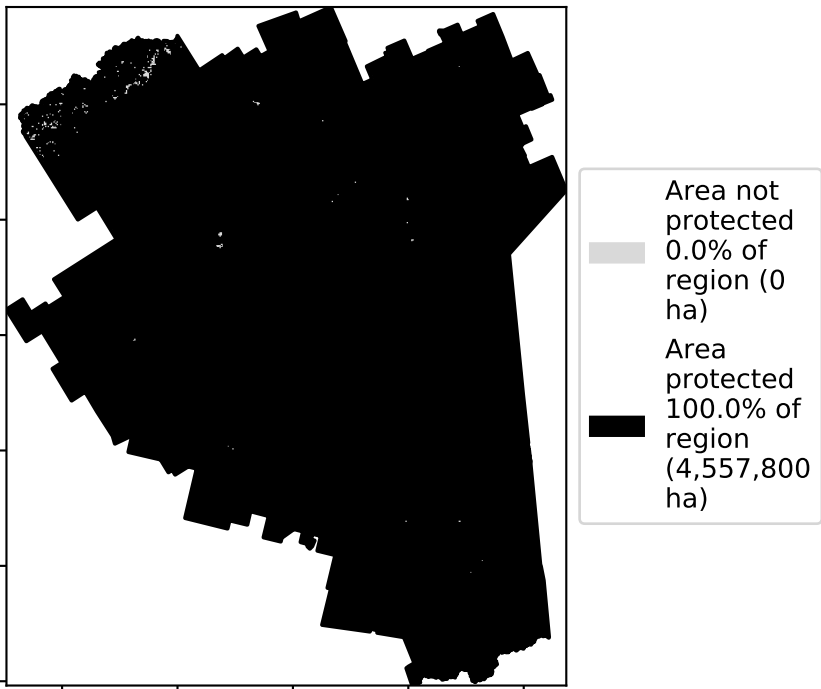 Area not
protected
0.0% of
region (0
ha)
Area
protected
100.0% of
region
(4,557,800
ha)